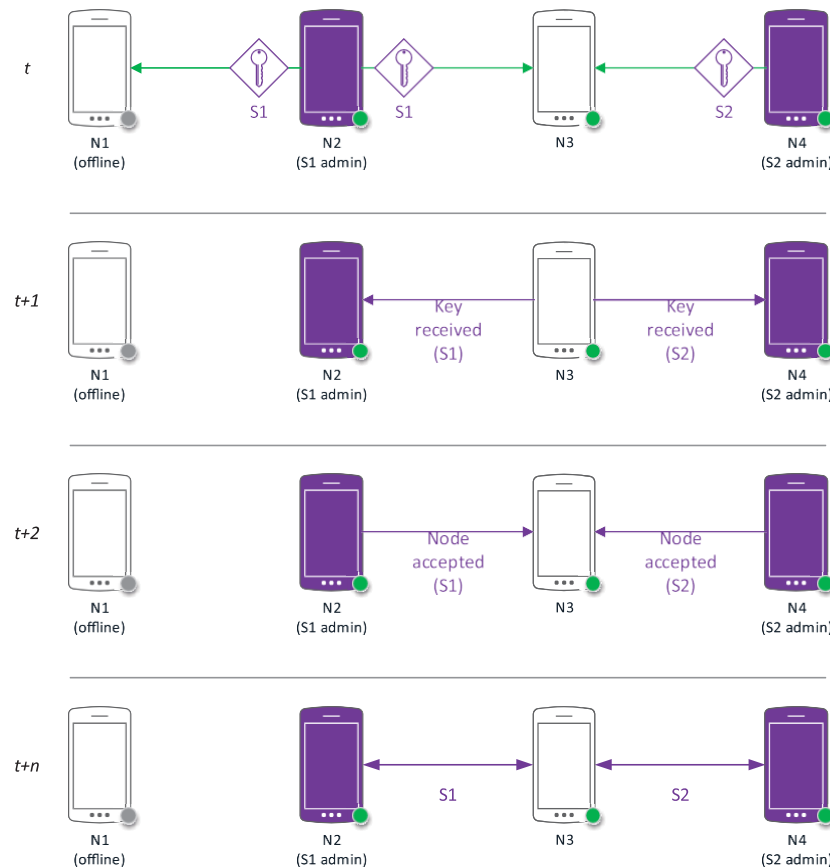 t
S1
S1
S2
N1
(offline)
N2
(S1 admin)
N3
N4
(S2 admin)
t+1
Key
received
(S1)
Key
received
(S2)
N1
(offline)
N2
(S1 admin)
N3
N4
(S2 admin)
t+2
Node
accepted
(S1)
Node
accepted
(S2)
N1
(offline)
N2
(S1 admin)
N3
N4
(S2 admin)
t+n
S1
S2
N1
(offline)
N2
(S1 admin)
N3
N4
(S2 admin)